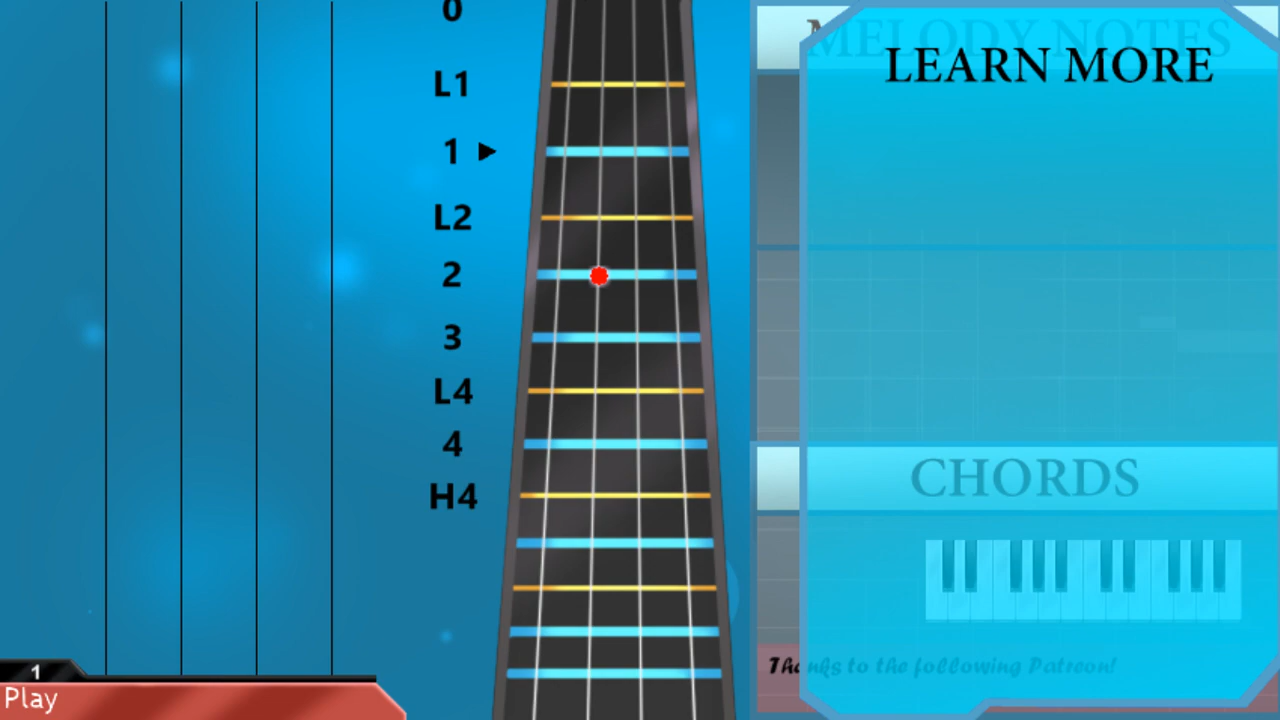 0
L1
1 ►
L2
2
3
L4
4
H4
1
Play
MELODY NOTES
LEARN MORE
CHORDS
Thanks to the following Patreon!